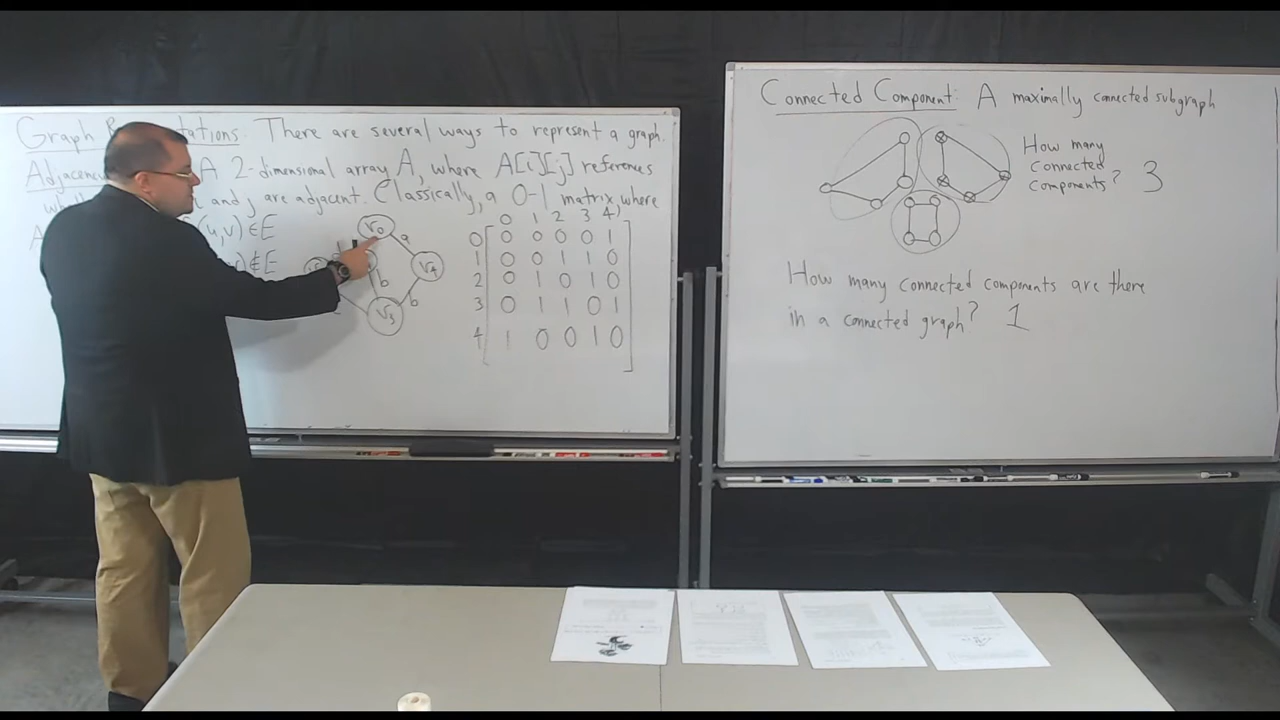 Graph Representations: There are several ways to represent a graph.
Adjacen A 2-dimensional array A, where A[i][j] references
wh i and j are adjacent. Classically, a 0-1 matrix, where
A (u,v) ∈ E
∉ E
V0
a
V4
b
b
V3
0 1 2 3 4
0 0 0 0 0 1
1 0 0 1 1 0
2 0 1 0 1 0
3 0 1 1 0 1
4 1 0 0 1 0
Connected Component: A maximally connected subgraph
How many
connected
components? 3
How many connected components are there
in a connected graph? 1